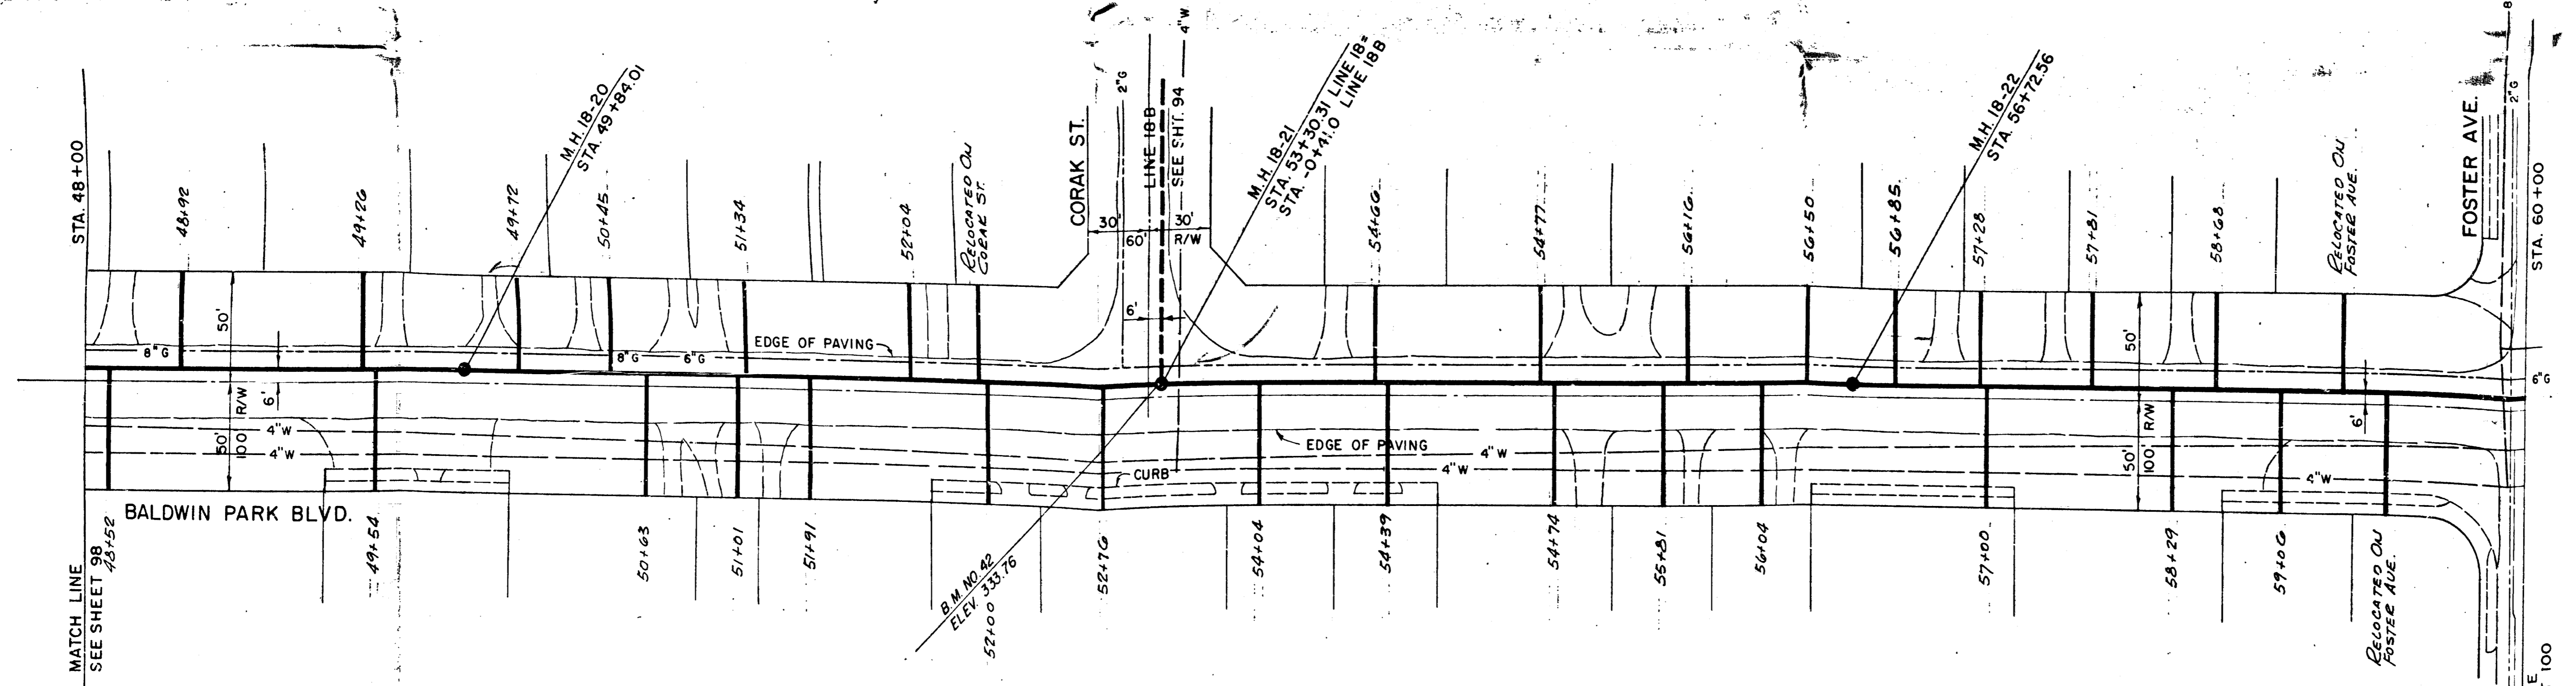 STA. 48+00
48+92
49+26
M.H. 18-20
STA. 49+84.01
49+72
50+45
51+34
52+04
RELOCATED ON
CORAK ST.
CORAK ST.
2"G
LINE 18-B
4"W
SEE SHT. 94
30'
30'
60'
R/W
6'
M.H. 18-21
STA. 53+30.31 LINE 18=
STA. -0+41.0 LINE 18B
54+66
54+77
56+16
56+50
56+85
M.H. 18-22
STA. 56+72.56
57+28
57+81
58+68
RELOCATED ON
FOSTER AVE.
FOSTER AVE.
8
2"G
STA. 60+00
50'
8"G
8"G
6"G
EDGE OF PAVING
50'
6"G
6'
R/W
50'
100
4"W
4"W
EDGE OF PAVING
4"W
4"W
CURB
R/W
50'
100
6'
4"W
BALDWIN PARK BLVD.
MATCH LINE
SEE SHEET 98
48+52
49+54
50+63
51+01
51+91
B.M. NO. 42
ELEV. 333.76
52+00
52+76
54+04
54+39
54+74
55+81
56+04
57+00
58+29
59+06
RELOCATED ON
FOSTER AVE.
E
100